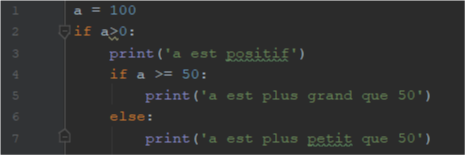 1 a = 100
2 if a>0:
3 print('a est positif')
4 if a >= 50:
5 print('a est plus grand que 50')
6 else:
7 print('a est plus petit que 50')